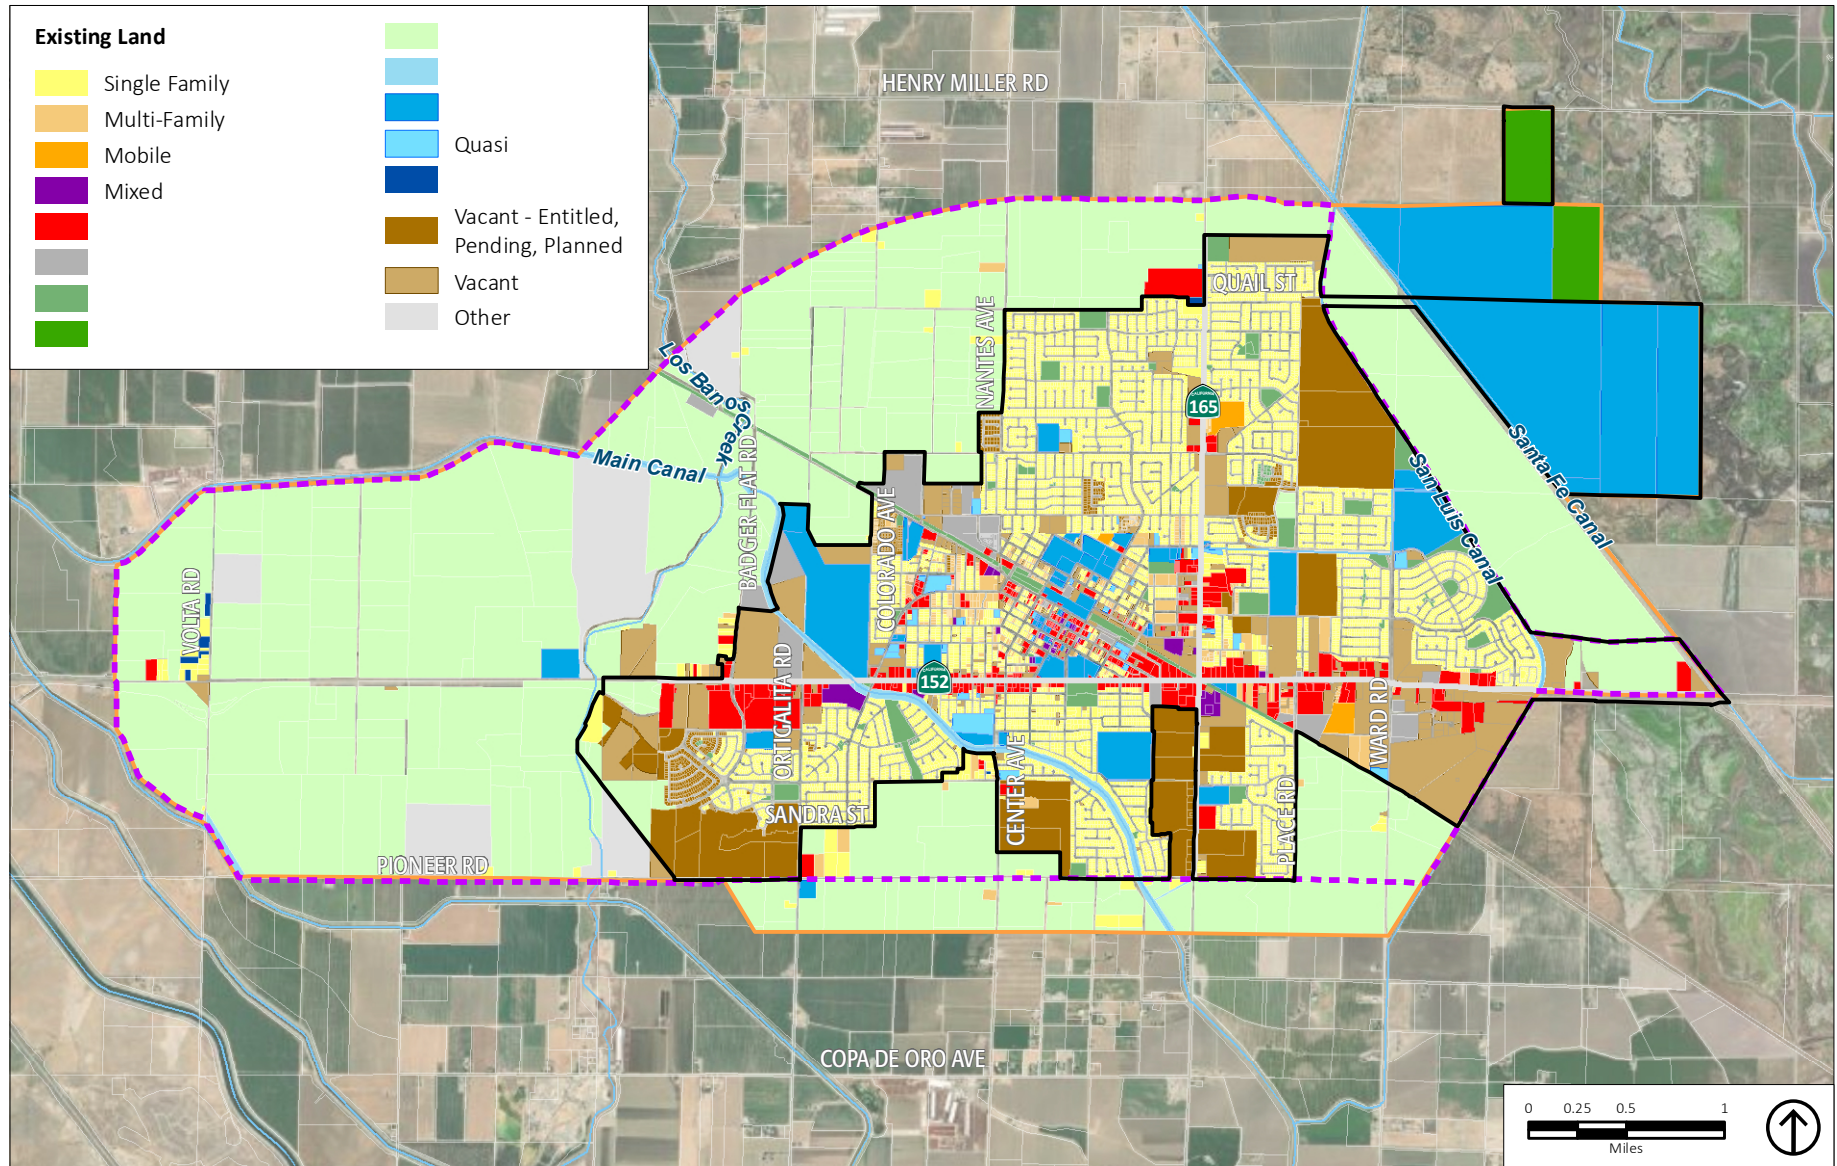 Existing Land
Single Family
Multi-Family
Mobile
Mixed
Quasi
Vacant - Entitled,
Pending, Planned
Vacant
Other
HENRY MILLER RD
QUAIL ST
NANTES AVE
Los Banos Creek
CALIFORNIA
165
Main Canal
BADGER FLAT RD
COLORADO AVE
Santa Fe Canal
San Luis Canal
VOLTA RD
CALIFORNIA
152
ORTIGALITA RD
WARD RD
CENTER AVE
SANDRA ST
PLACE RD
PIONEER RD
COPA DE ORO AVE
0 0.25 0.5 1
Miles